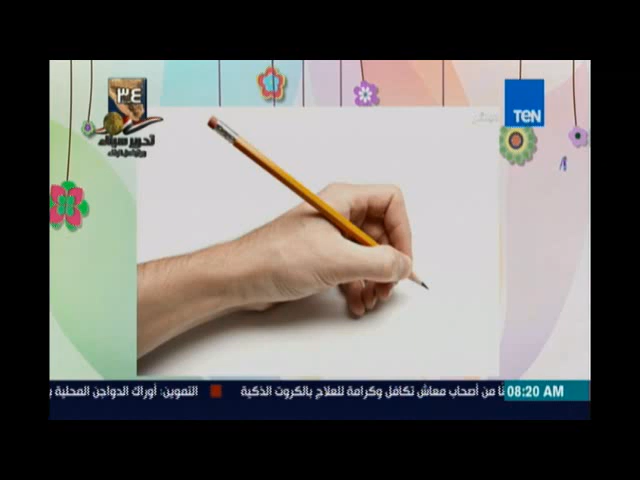 ٣٤
تحرير سيناء
TEN
نا من أصحاب معاش تكافل وكرامة للعلاج بالكروت الذكية
التموين: أوراك الدواجن المحلية
08:20 AM